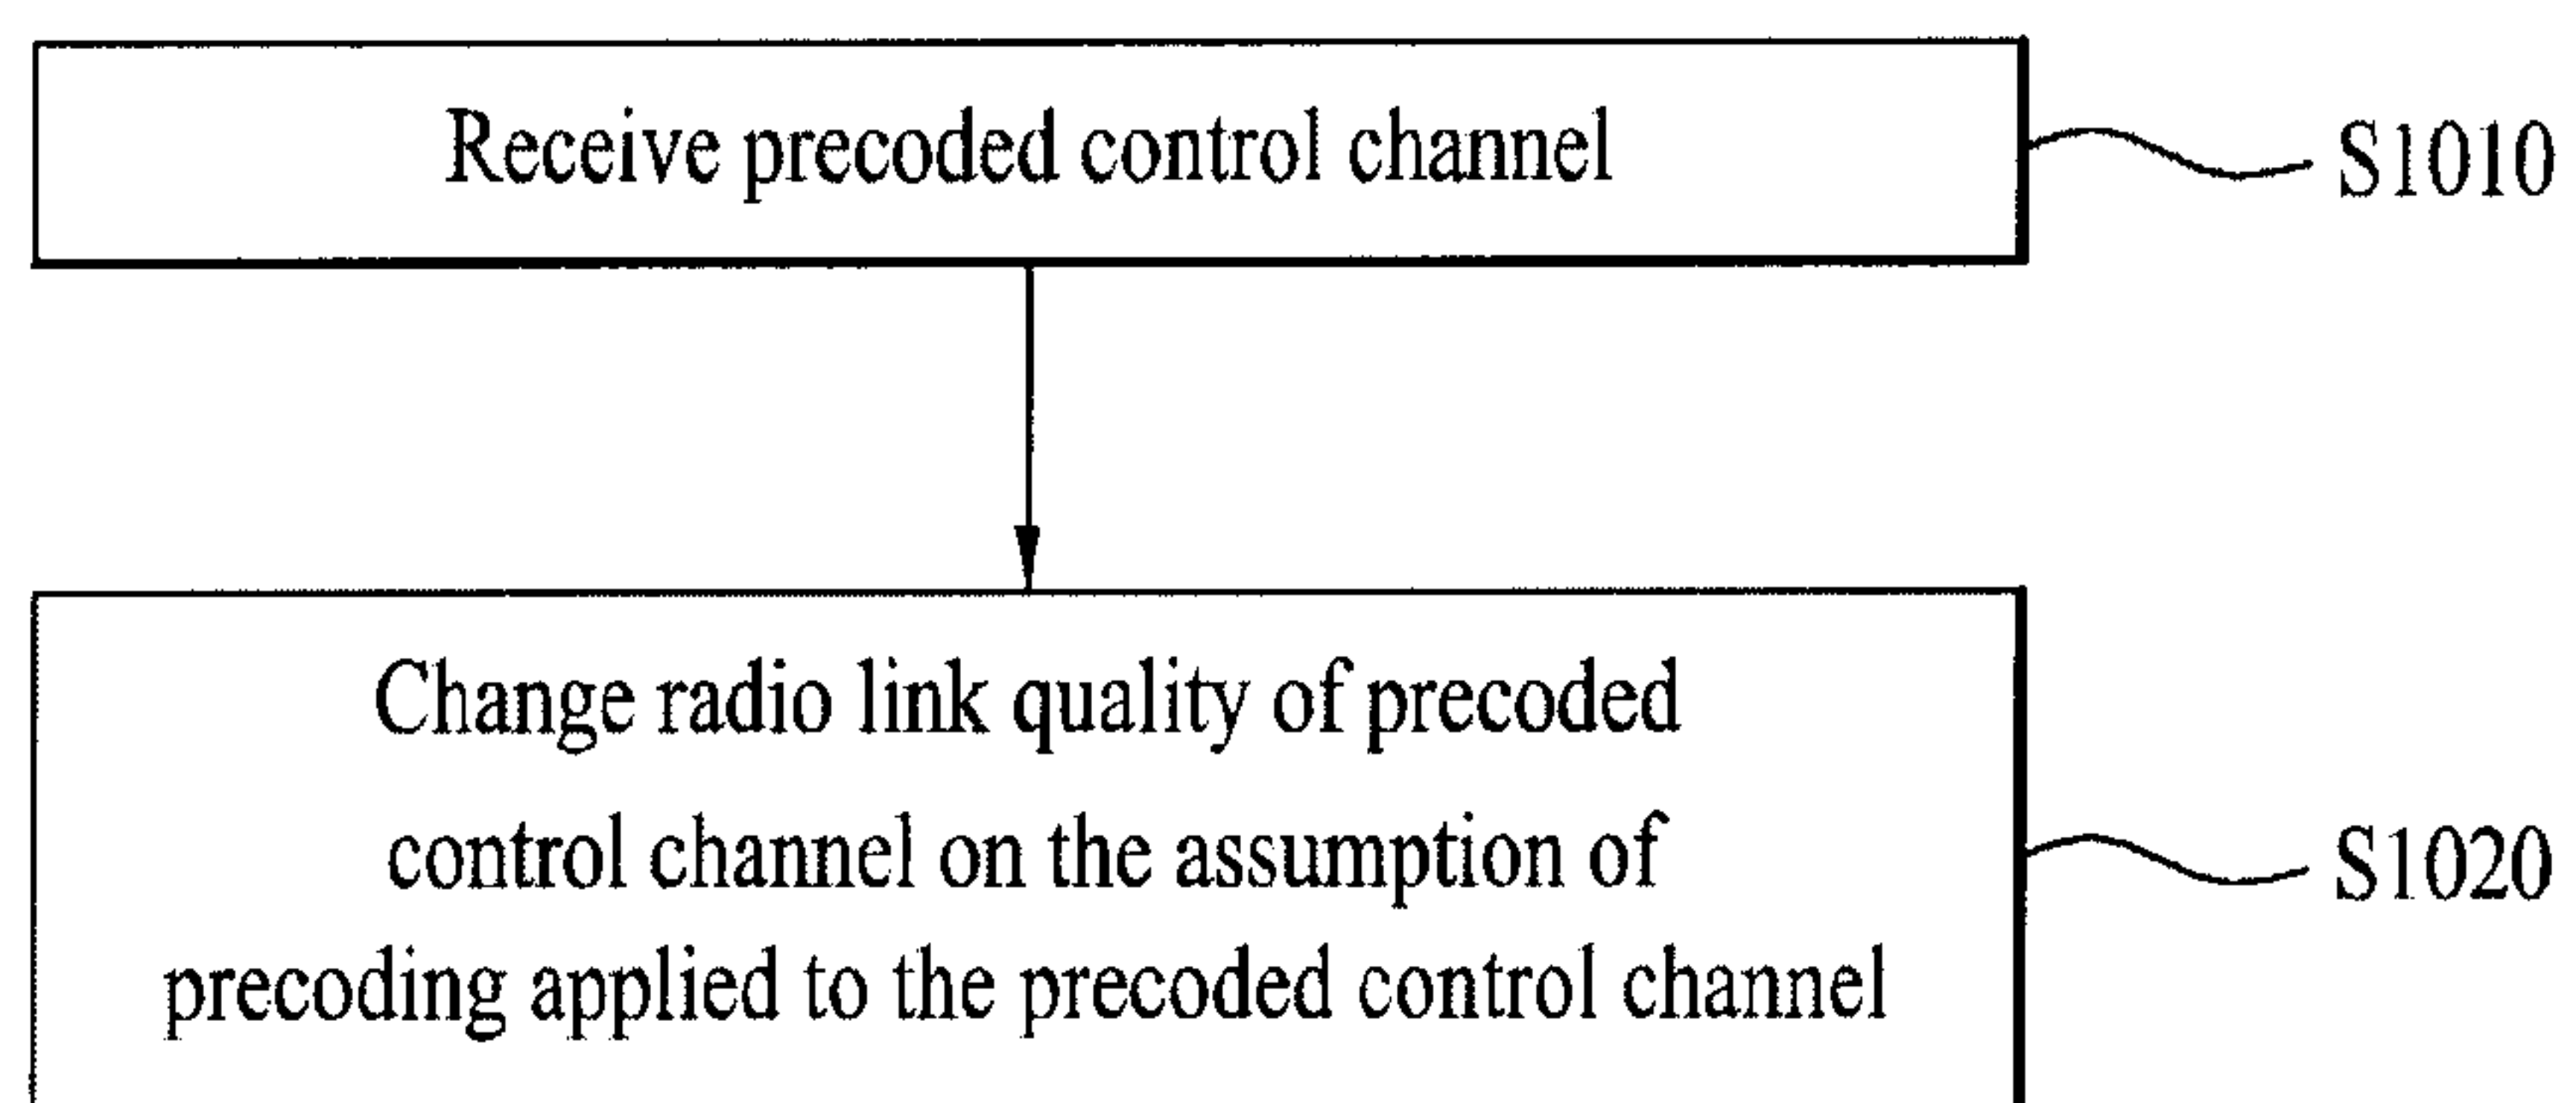 Receive precoded control channel
S1010
Change radio link quality of precoded
control channel on the assumption of
precoding applied to the precoded control channel
S1020